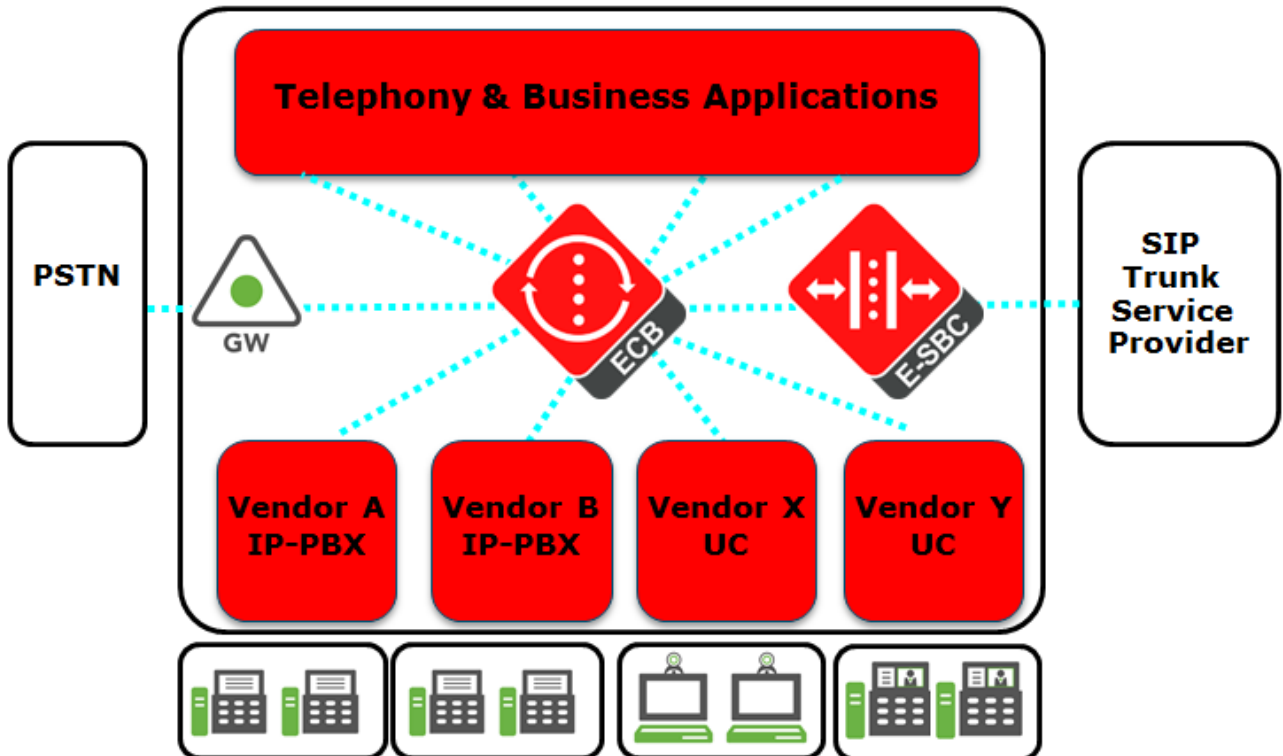 Telephony & Business Applications
PSTN
GW
ECB
E-SBC
SIP
Trunk
Service
Provider
Vendor A
IP-PBX
Vendor B
IP-PBX
Vendor X
UC
Vendor Y
UC